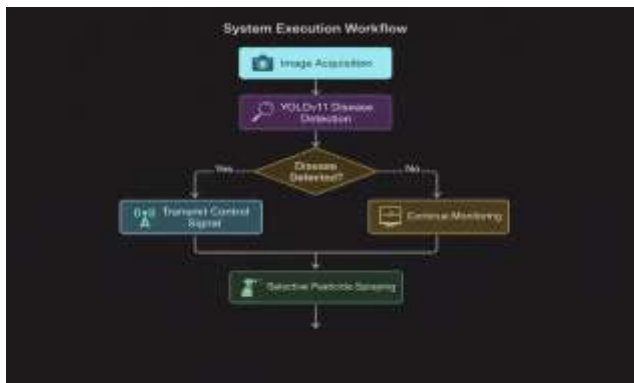 System Execution Workflow
Image Acquisition
YOLOv11 Disease
Detection
Disease
Detected?
Yes
No
Transmit Control
Signal
Continue Monitoring
Selective Pesticide Spraying